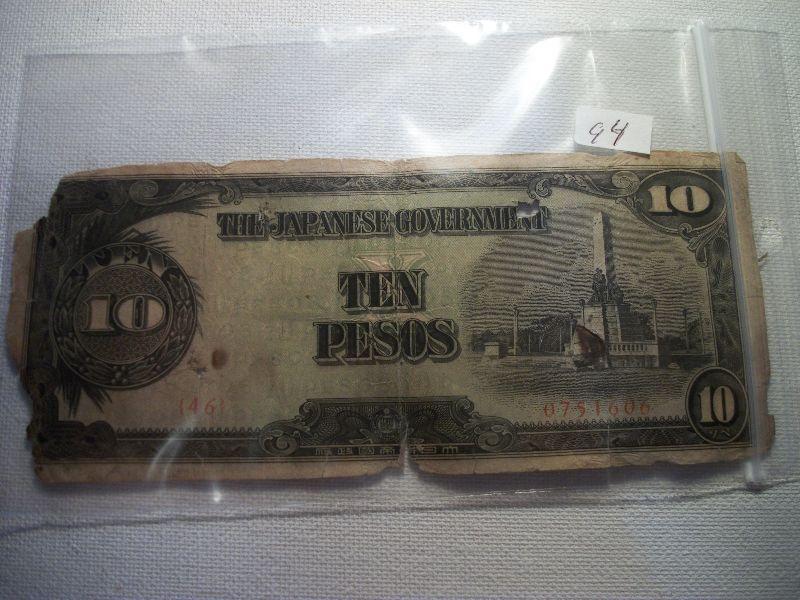 94
10
THE JAPANESE GOVERNMENT
10
TEN
PESOS
{46}
0751606
10